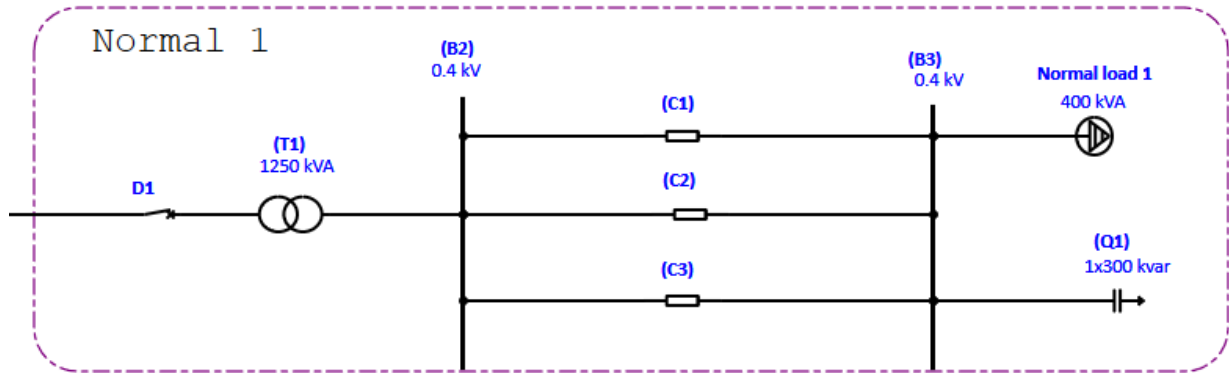 Normal 1
(B2)
0.4 kV
(B3)
0.4 kV
Normal load 1
400 kVA
(C1)
(T1)
1250 kVA
D1
(C2)
(C3)
(Q1)
1x300 kvar